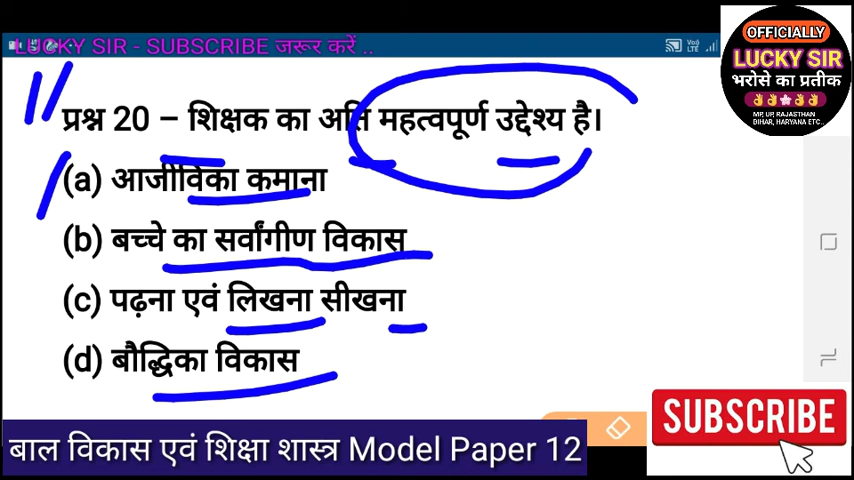 LUCKY SIR - SUBSCRIBE जरूर करें ..
OFFICIALLY
LUCKY SIR
भरोसे का प्रतीक
MP, UP, RAJASTHAN
BIHAR, HARYANA ETC..
प्रश्न 20 – शिक्षक का अति महत्वपूर्ण उद्देश्य है।
(a) आजीविका कमाना
(b) बच्चे का सर्वांगीण विकास
(c) पढ़ना एवं लिखना सीखना
(d) बौद्धिका विकास
SUBSCRIBE
बाल विकास एवं शिक्षा शास्त्र Model Paper 12